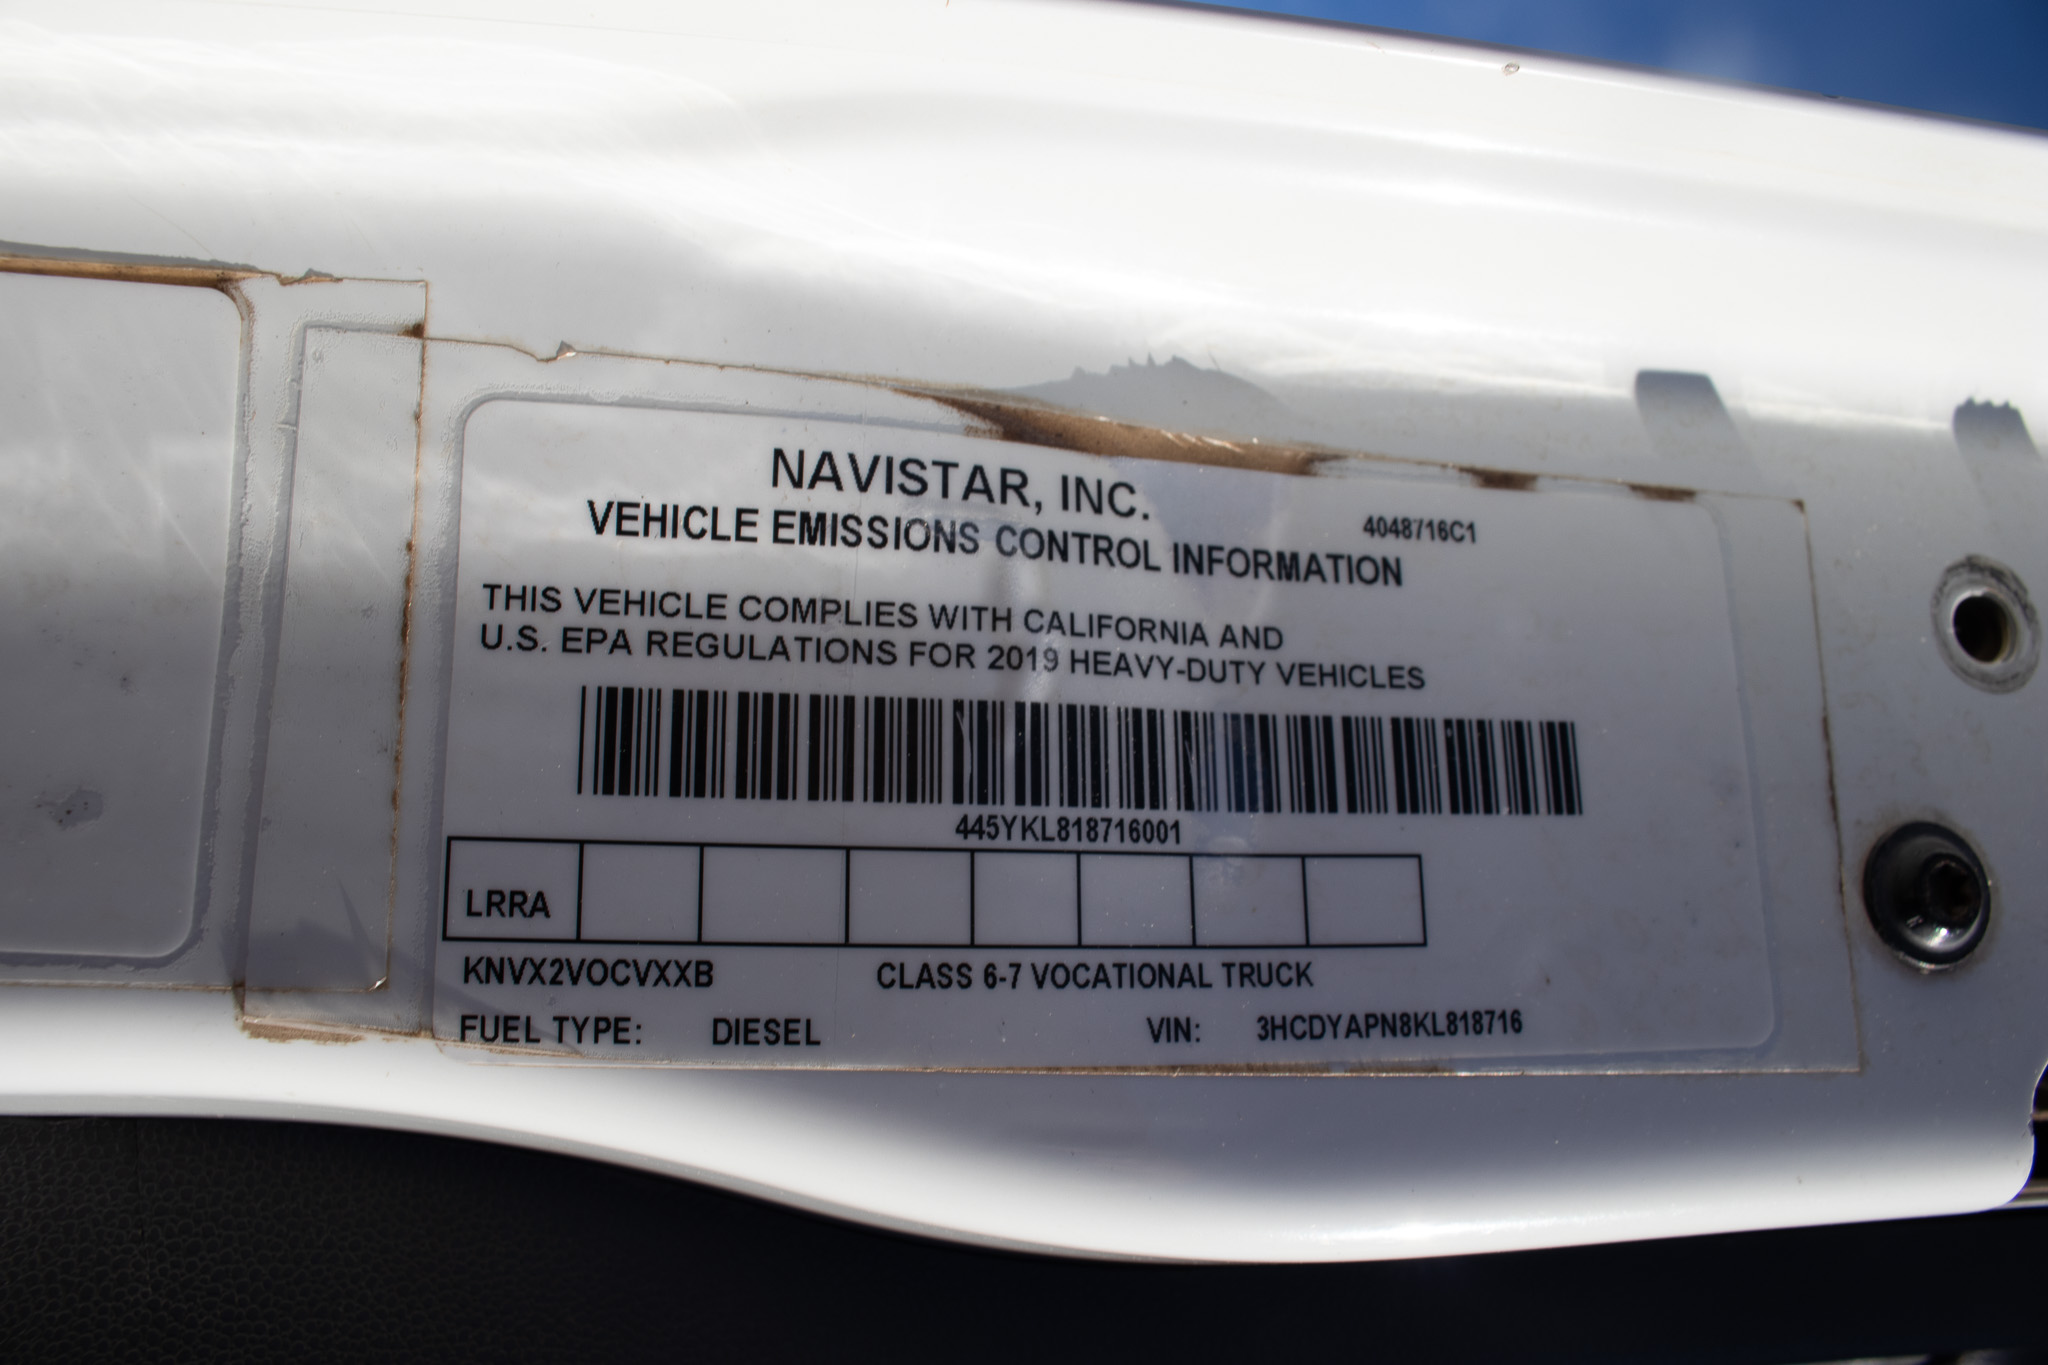 NAVISTAR, INC.
VEHICLE EMISSIONS CONTROL INFORMATION 4048716C1
THIS VEHICLE COMPLIES WITH CALIFORNIA AND
U.S. EPA REGULATIONS FOR 2019 HEAVY-DUTY VEHICLES
445YKL818716001
LRRA
KNVX2VOCVXXB CLASS 6-7 VOCATIONAL TRUCK
FUEL TYPE: DIESEL VIN: 3HCDYAPN8KL818716